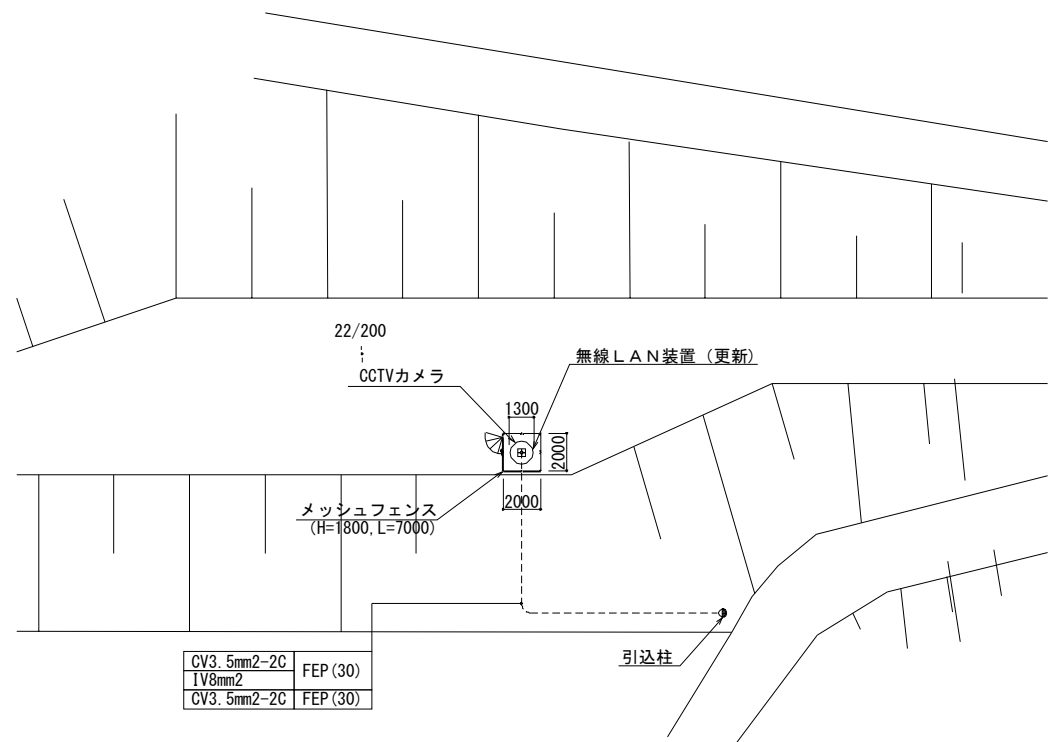 22/200
無線LAN装置（更新）
CCTVカメラ
1300
2000
2000
メッシュフェンス
(H=1800, L=7000)
引込柱
CV3.5mm2-2C
FEP(30)
IV8mm2
CV3.5mm2-2C FEP(30)